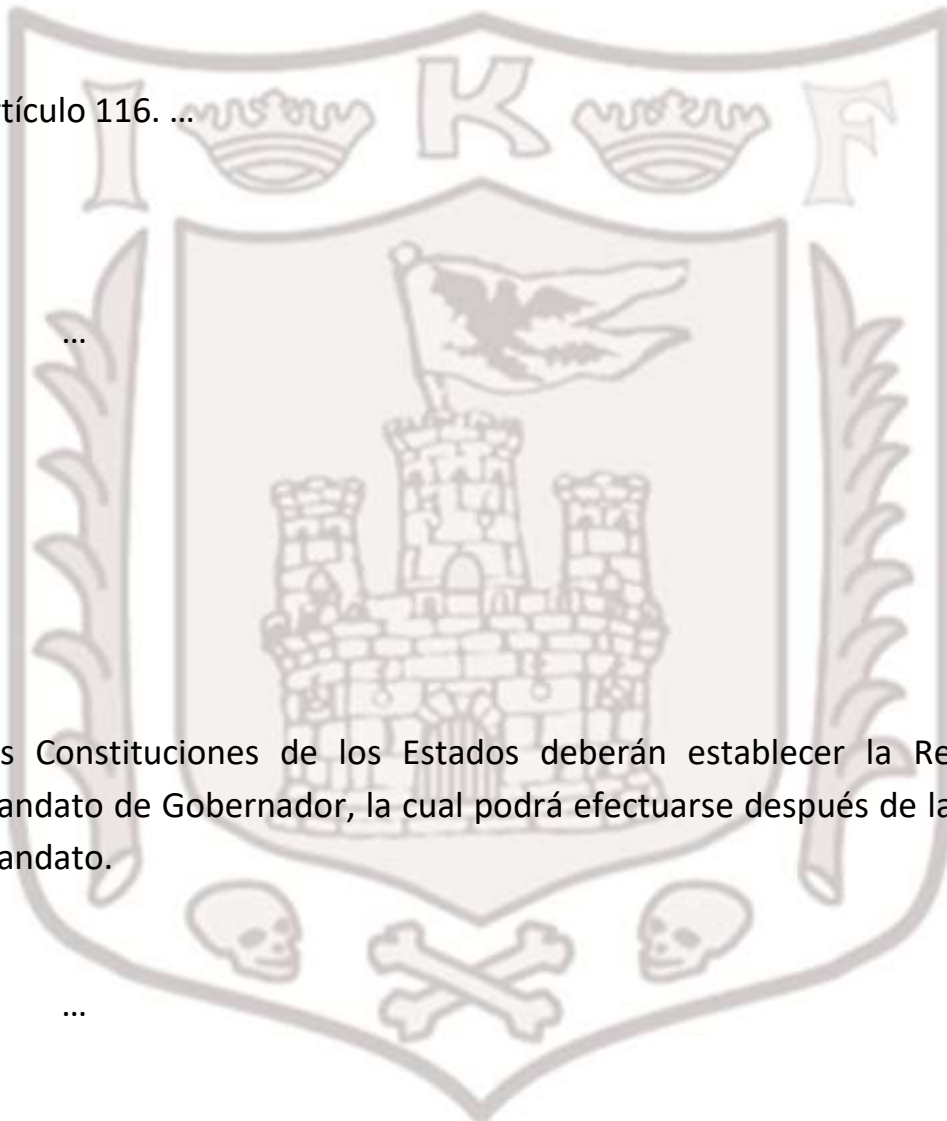 I K F
rtículo 116. ...
...
s Constituciones de los Estados deberán establecer la Re
andato de Gobernador, la cual podrá efectuarse después de la
andato.
...